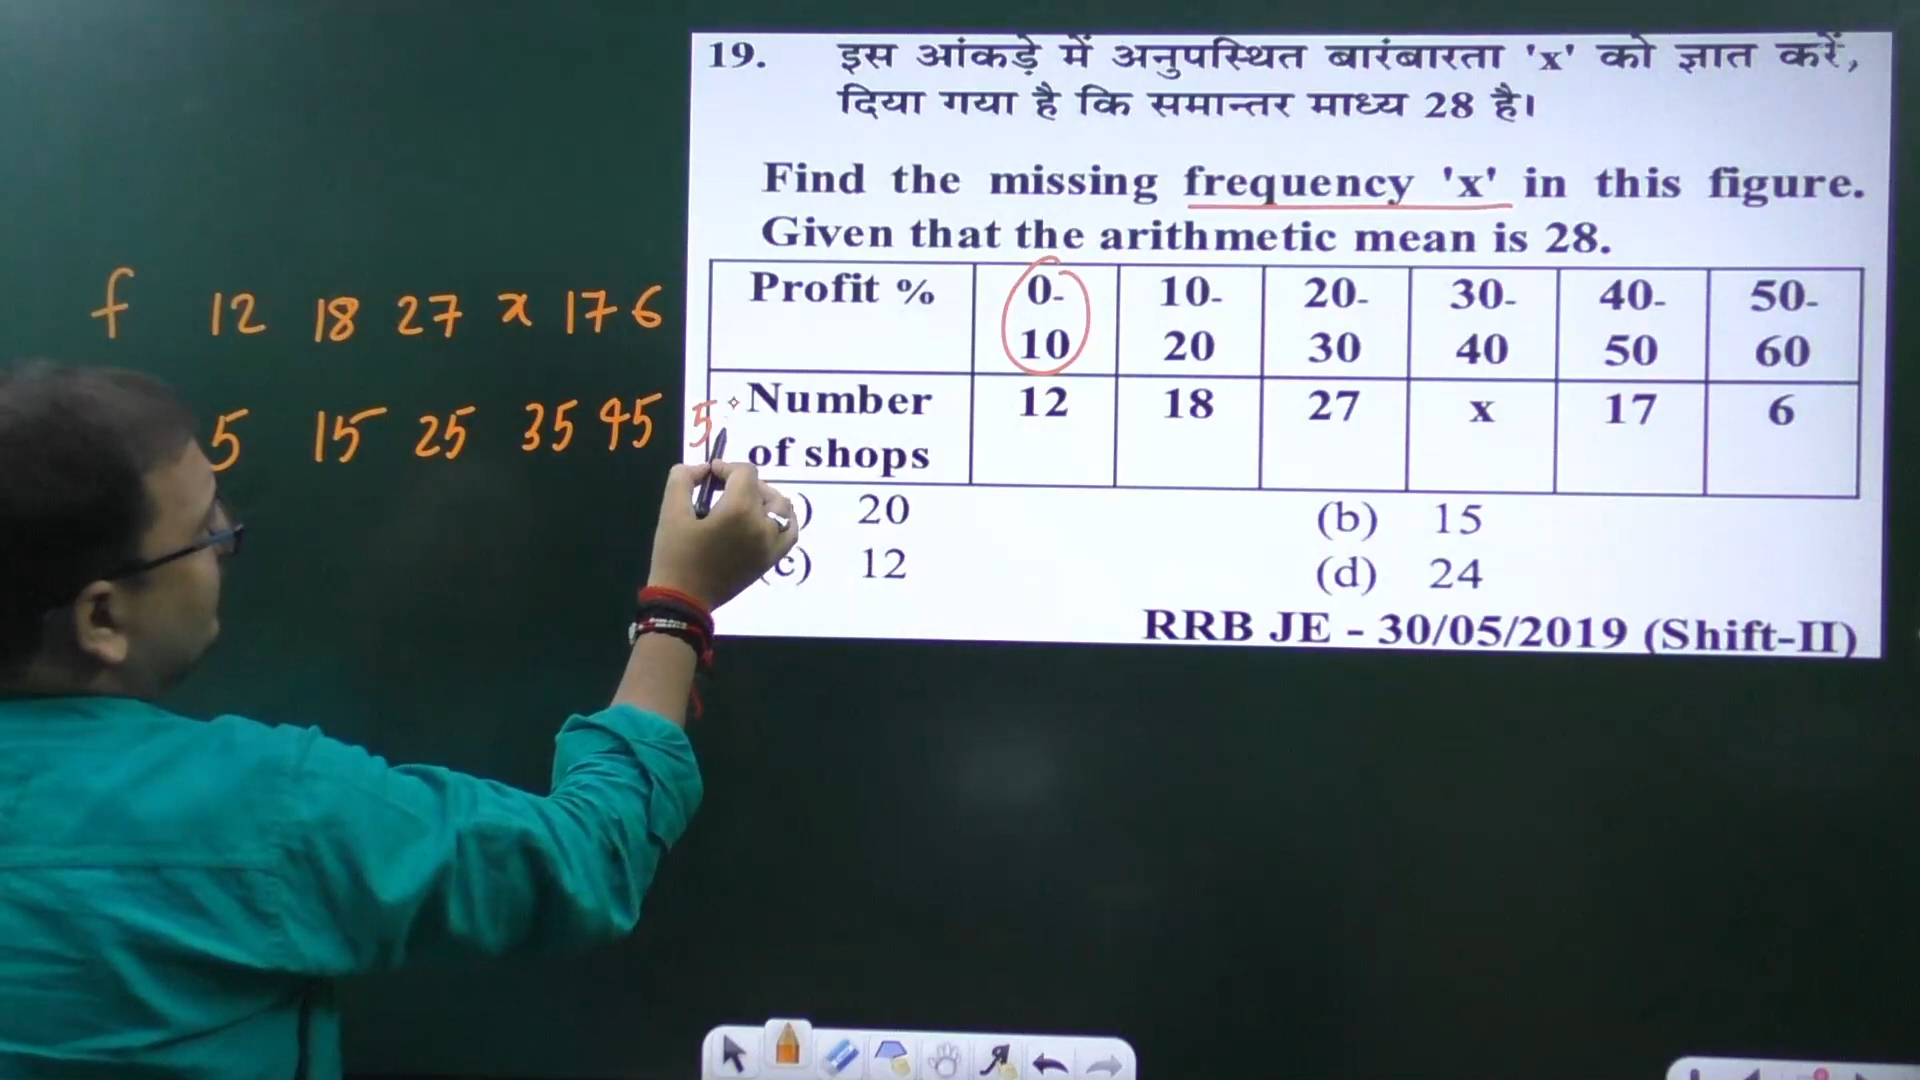 19. इस आंकड़े में अनुपस्थित बारंबारता 'x' को ज्ञात करें,
दिया गया है कि समान्तर माध्य 28 है।
Find the missing frequency 'x' in this figure.
Given that the arithmetic mean is 28.
Profit % 0-10 10-20 20-30 30-40 40-50 50-60
Number of shops 12 18 27 x 17 6
) 20 (b) 15
c) 12 (d) 24
RRB JE - 30/05/2019 (Shift-II)
f 12 18 27 x 17 6
5 15 25 35 45 5